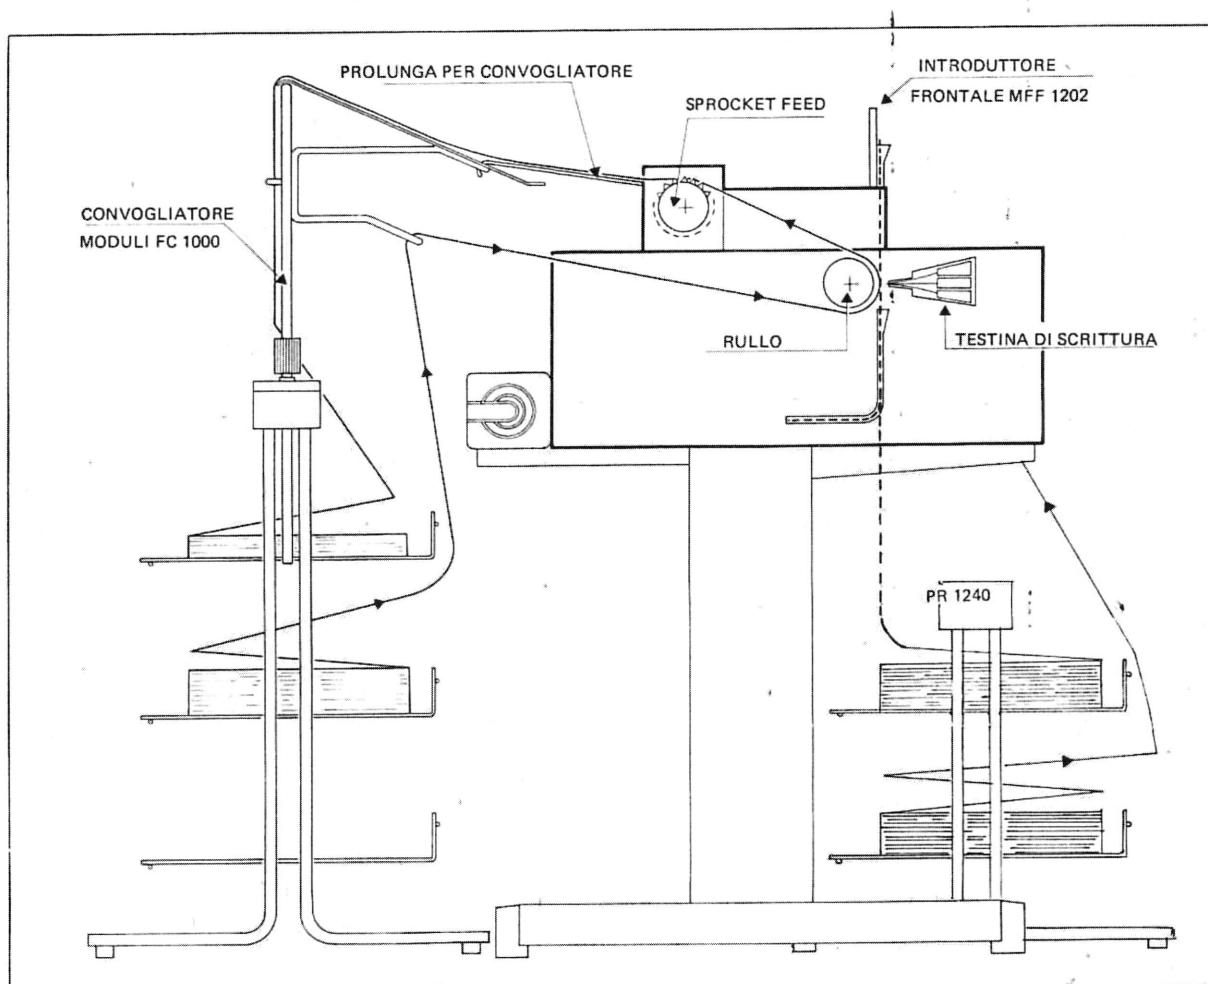 PROLUNGA PER CONVOGLIATORE
INTRODUTTORE
FRONTALE MFF 1202
SPROCKET FEED
CONVOGLIATORE
MODULI FC 1000
RULLO
TESTINA DI SCRITTURA
PR 1240